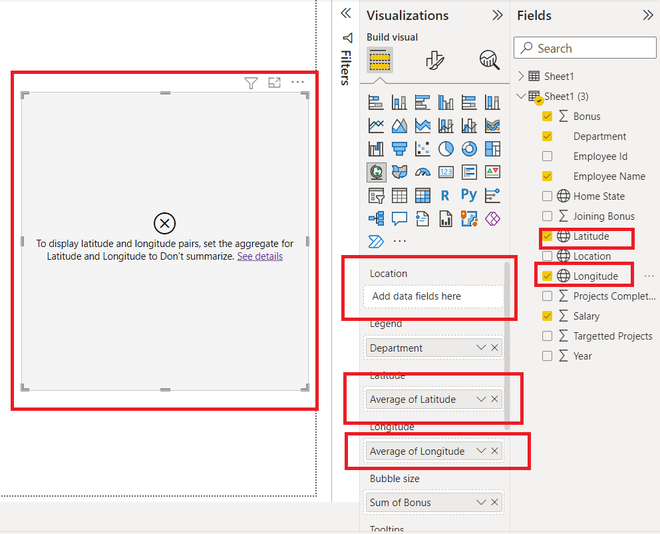 To display latitude and longitude pairs, set the aggregate for
Latitude and Longitude to Don't summarize. See details
Filters
Visualizations
Build visual
123
R
Py
Location
Add data fields here
Legend
Department
Latitude
Average of Latitude
Longitude
Average of Longitude
Bubble size
Sum of Bonus
Tooltips
Fields
Search
Sheet1
Sheet1 (3)
Bonus
Department
Employee Id
Employee Name
Home State
Joining Bonus
Latitude
Location
Longitude
Projects Complet...
Salary
Targetted Projects
Year